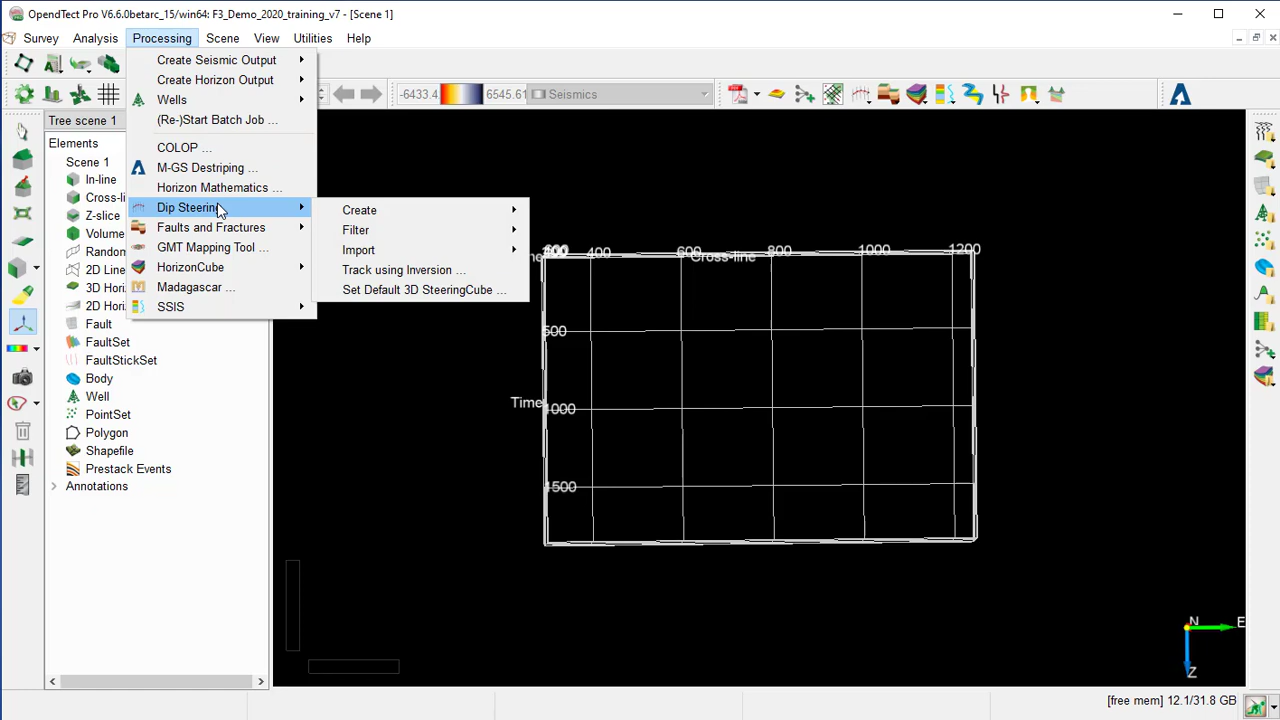 OpendTect Pro V6.6.0betarc_15/win64: F3_Demo_2020_training_v7 - [Scene 1]
Survey Analysis Processing Scene View Utilities Help
-6433.4 6545.61 Seismics
Create Seismic Output
Create Horizon Output
Wells
(Re-)Start Batch Job ...
COLOP ...
M-GS Destriping ...
Horizon Mathematics ...
Dip Steering
Faults and Fractures
GMT Mapping Tool ...
HorizonCube
Madagascar ...
SSIS
Create
Filter
Import
Track using Inversion ...
Set Default 3D SteeringCube ...
Tree scene 1
Elements
Scene 1
In-line
Cross-li
Z-slice
Volume
Random
2D Line
3D Hori
2D Hori
Fault
FaultSet
FaultStickSet
Body
Well
PointSet
Polygon
Shapefile
Prestack Events
Annotations
400 600 800 1000 1200
Cross-line
500
Time
1000
1500
N
E
Z
[free mem] 12.1/31.8 GB